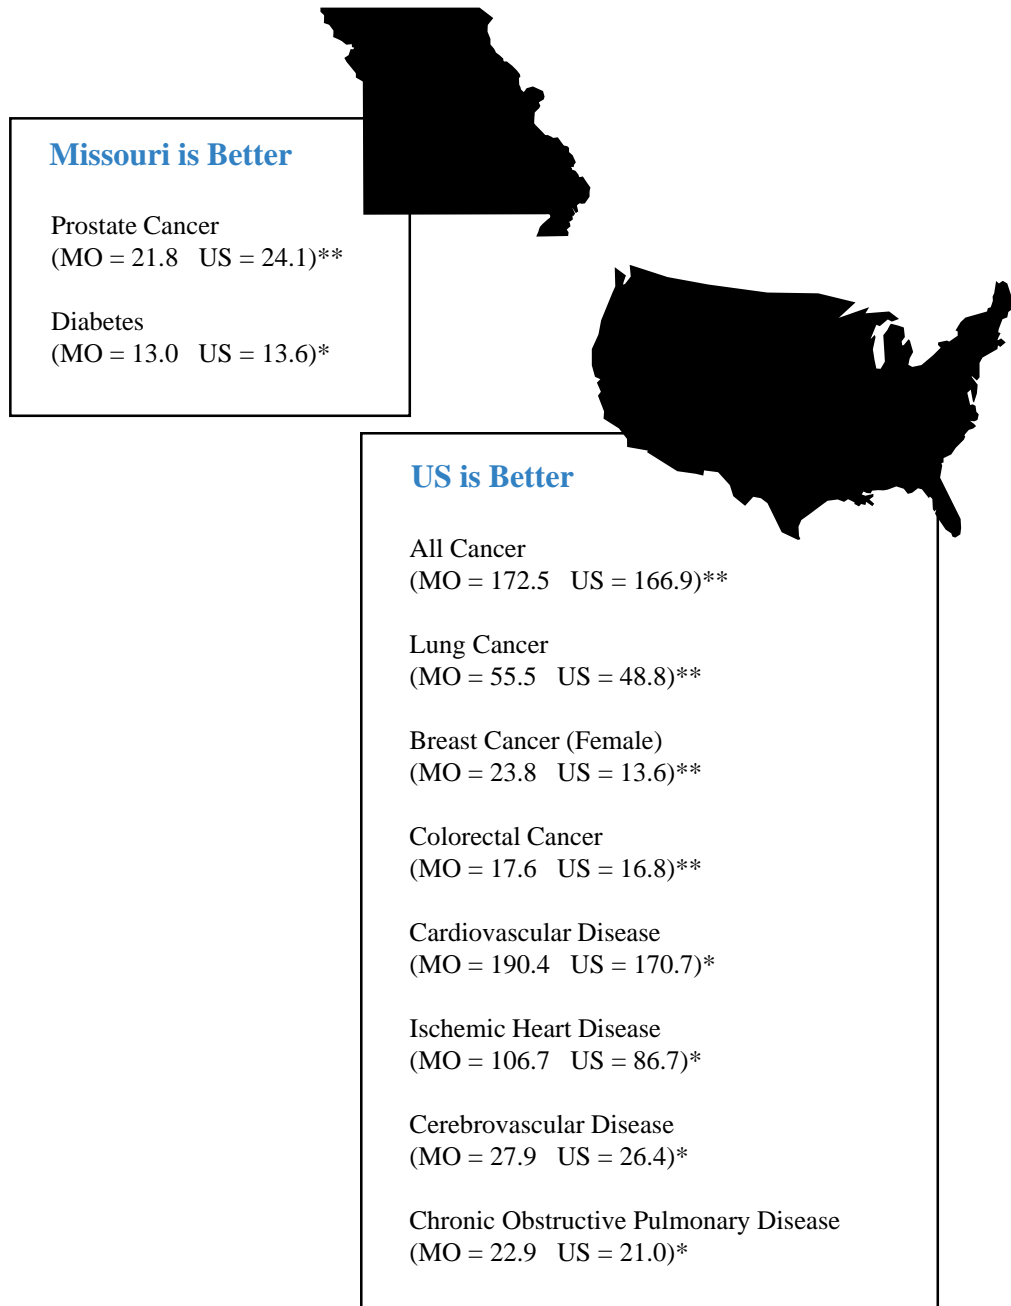 Missouri is Better
Prostate Cancer
(MO = 21.8 US = 24.1)**
Diabetes
(MO = 13.0 US = 13.6)*
US is Better
All Cancer
(MO = 172.5 US = 166.9)**
Lung Cancer
(MO = 55.5 US = 48.8)**
Breast Cancer (Female)
(MO = 23.8 US = 13.6)**
Colorectal Cancer
(MO = 17.6 US = 16.8)**
Cardiovascular Disease
(MO = 190.4 US = 170.7)*
Ischemic Heart Disease
(MO = 106.7 US = 86.7)*
Cerebrovascular Disease
(MO = 27.9 US = 26.4)*
Chronic Obstructive Pulmonary Disease
(MO = 22.9 US = 21.0)*